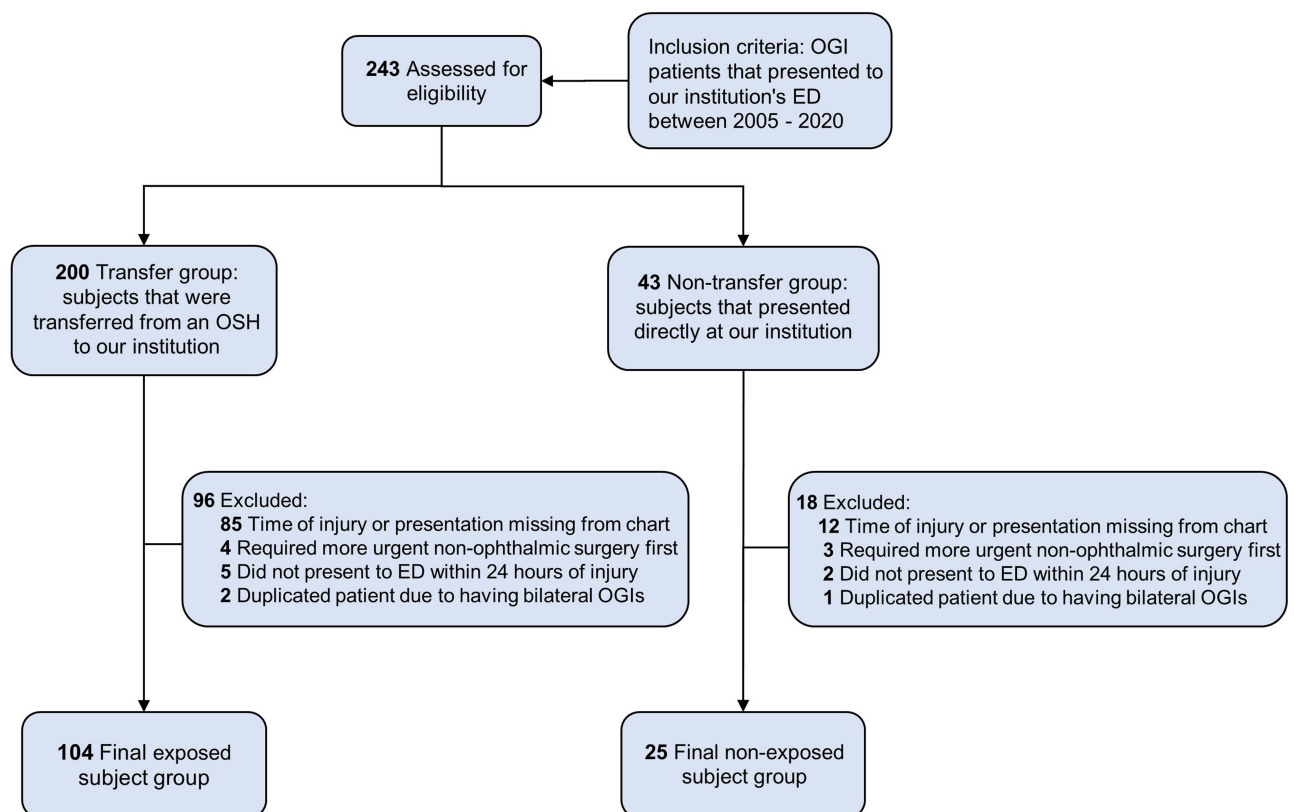 243 Assessed for
eligibility
Inclusion criteria: OGI
patients that presented to
our institution's ED
between 2005 - 2020
200 Transfer group:
subjects that were
transferred from an OSH
to our institution
43 Non-transfer group:
subjects that presented
directly at our institution
96 Excluded:
85 Time of injury or presentation missing from chart
4 Required more urgent non-ophthalmic surgery first
5 Did not present to ED within 24 hours of injury
2 Duplicated patient due to having bilateral OGIs
18 Excluded:
12 Time of injury or presentation missing from chart
3 Required more urgent non-ophthalmic surgery first
2 Did not present to ED within 24 hours of injury
1 Duplicated patient due to having bilateral OGIs
104 Final exposed
subject group
25 Final non-exposed
subject group